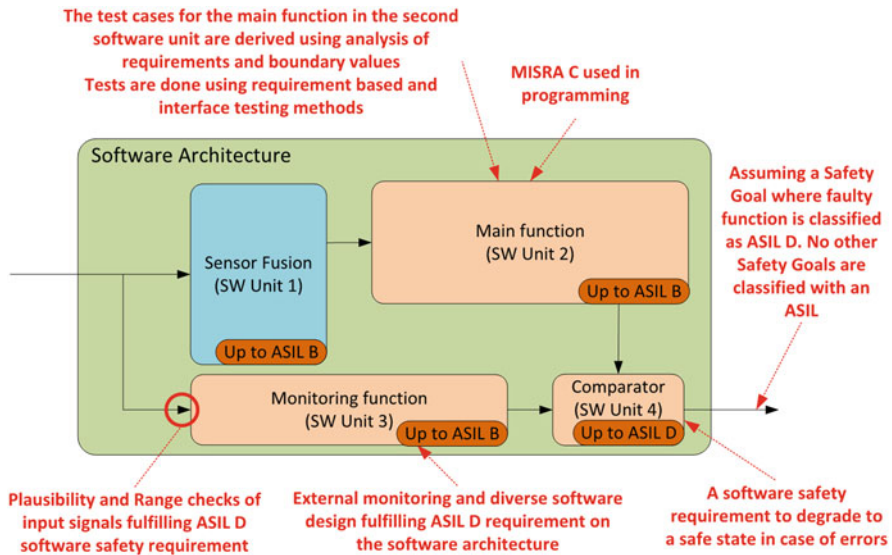 The test cases for the main function in the second
software unit are derived using analysis of
requirements and boundary values
Tests are done using requirement based and
interface testing methods
MISRA C used in
programming
Software Architecture
Assuming a Safety
Goal where faulty
function is classified
as ASIL D. No other
Safety Goals are
classified with an
ASIL
Sensor Fusion
(SW Unit 1)
Up to ASIL B
Main function
(SW Unit 2)
Up to ASIL B
Monitoring function
(SW Unit 3)
Up to ASIL B
Comparator
(SW Unit 4)
Up to ASIL D
Plausibility and Range checks of
input signals fulfilling ASIL D
software safety requirement
External monitoring and diverse software
design fulfilling ASIL D requirement on
the software architecture
A software safety
requirement to degrade to
a safe state in case of errors